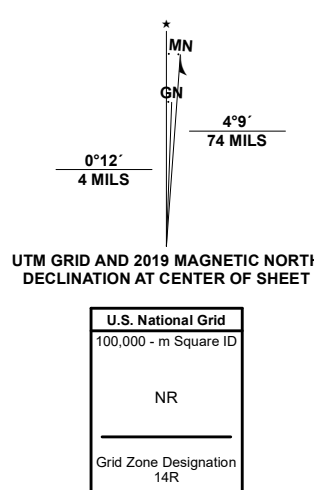 ★
MN
GN
4°9´
74 MILS
0°12´
4 MILS
UTM GRID AND 2019 MAGNETIC NORTH
DECLINATION AT CENTER OF SHEET
U.S. National Grid
100,000 - m Square ID
NR
Grid Zone Designation
14R